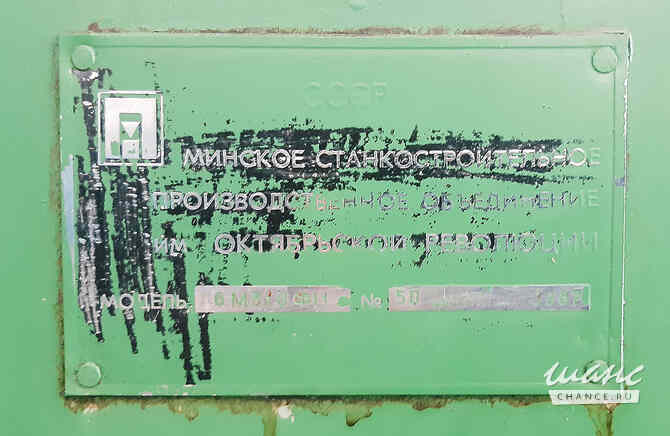 СССР
МИНСКОЕ СТАНКОСТРОИТЕЛЬНОЕ
ПРОИЗВОДСТВЕННОЕ ОБЪЕДИНЕНИЕ
ИМ. ОКТЯБРЬСКОЙ РЕВОЛЮЦИИ
МОДЕЛЬ №
шанс
CHANCE.RU